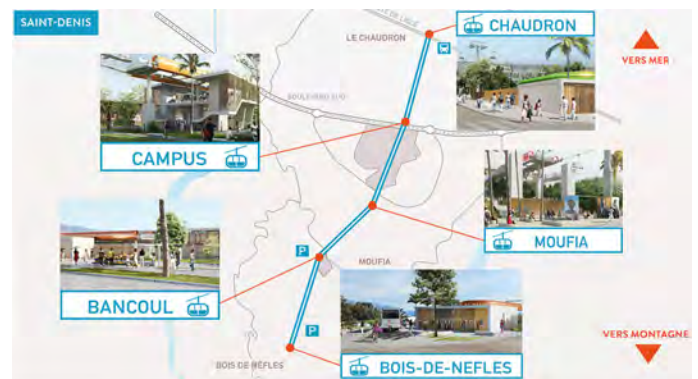 SAINT-DENIS
CHAUDRON
LE CHAUDRON
VERS MER
BOULEVARD SUD
CAMPUS
MOUFIA
P
BANCOUL
MOUFIA
P
VERS MONTAGNE
BOIS DE NÈFLES
BOIS-DE-NEFLES